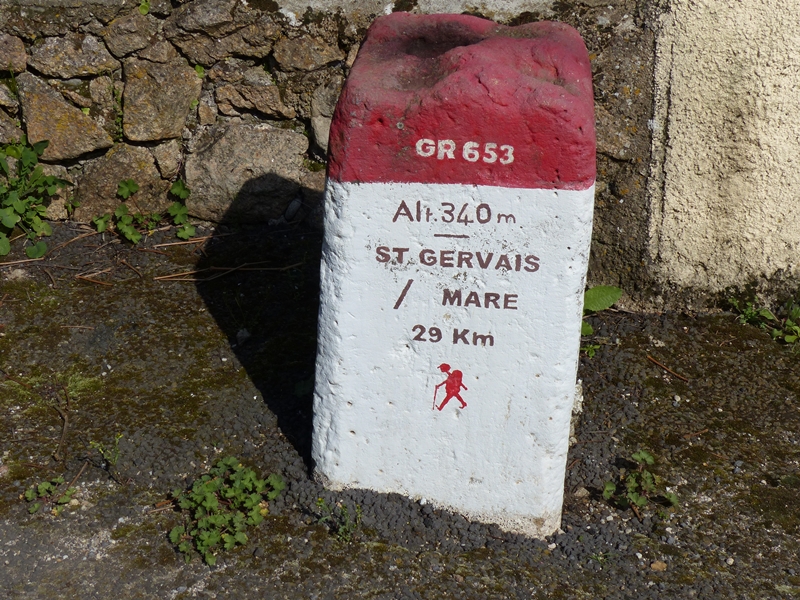 GR 653
Alt. 340 m
ST GERVAIS
/ MARE
29 Km